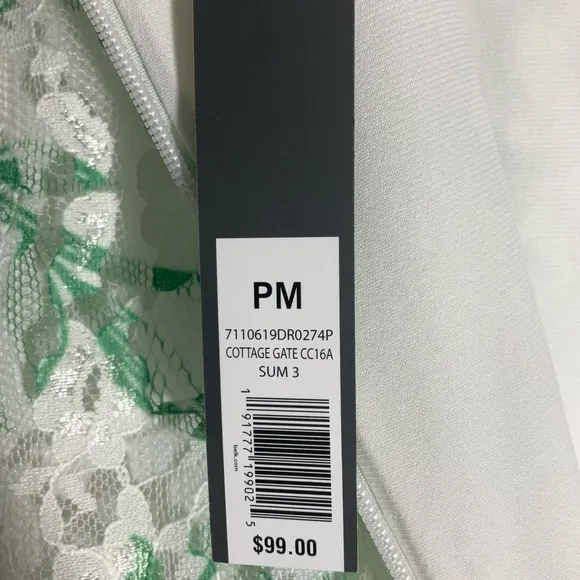 PM
7110619DR0274P
COTTAGE GATE CC16A
SUM 3
1 91777 19902 5
belk.com
$99.00